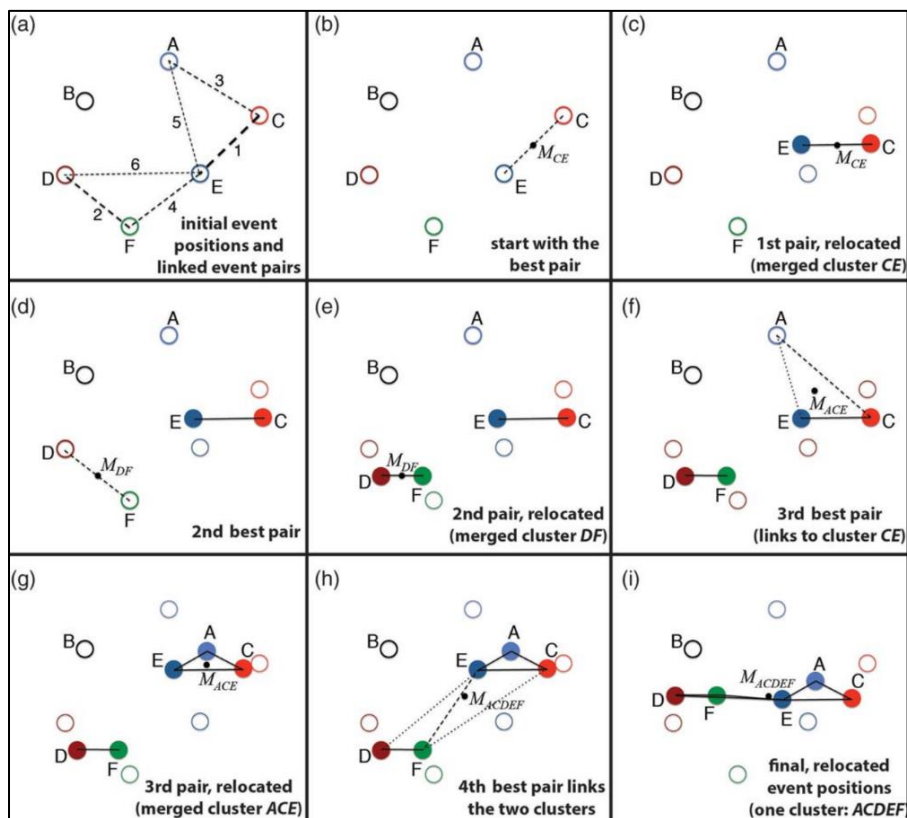 (a)
A
3
B
C
5
1
6
D
E
2
4
F
initial event
positions and
linked event pairs
(b)
A
B
C
M_CE
D
E
F
start with the
best pair
(c)
A
B
E
C
M_CE
D
F
1st pair, relocated
(merged cluster CE)
(d)
A
B
E
C
D
M_DF
F
2nd best pair
(e)
A
B
E
C
M_DF
D
F
2nd pair, relocated
(merged cluster DF)
(f)
A
B
M_ACE
E
C
D
F
3rd best pair
(links to cluster CE)
(g)
A
B
E
C
M_ACE
D
F
3rd pair, relocated
(merged cluster ACE)
(h)
A
B
E
C
M_ACDEF
D
F
4th best pair links
the two clusters
(i)
B
A
M_ACDEF
C
D
F
E
final, relocated
event positions
(one cluster: ACDEF)